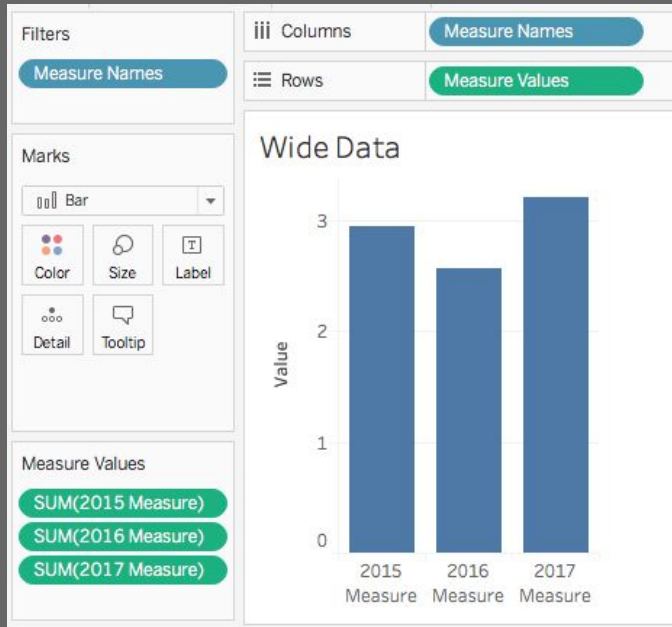 Filters
Measure Names
Columns
Measure Names
Rows
Measure Values
Marks
Bar
Color
Size
T
Label
Detail
Tooltip
Measure Values
SUM(2015 Measure)
SUM(2016 Measure)
SUM(2017 Measure)
Wide Data
Value
3
2
1
0
2015 Measure
2016 Measure
2017 Measure